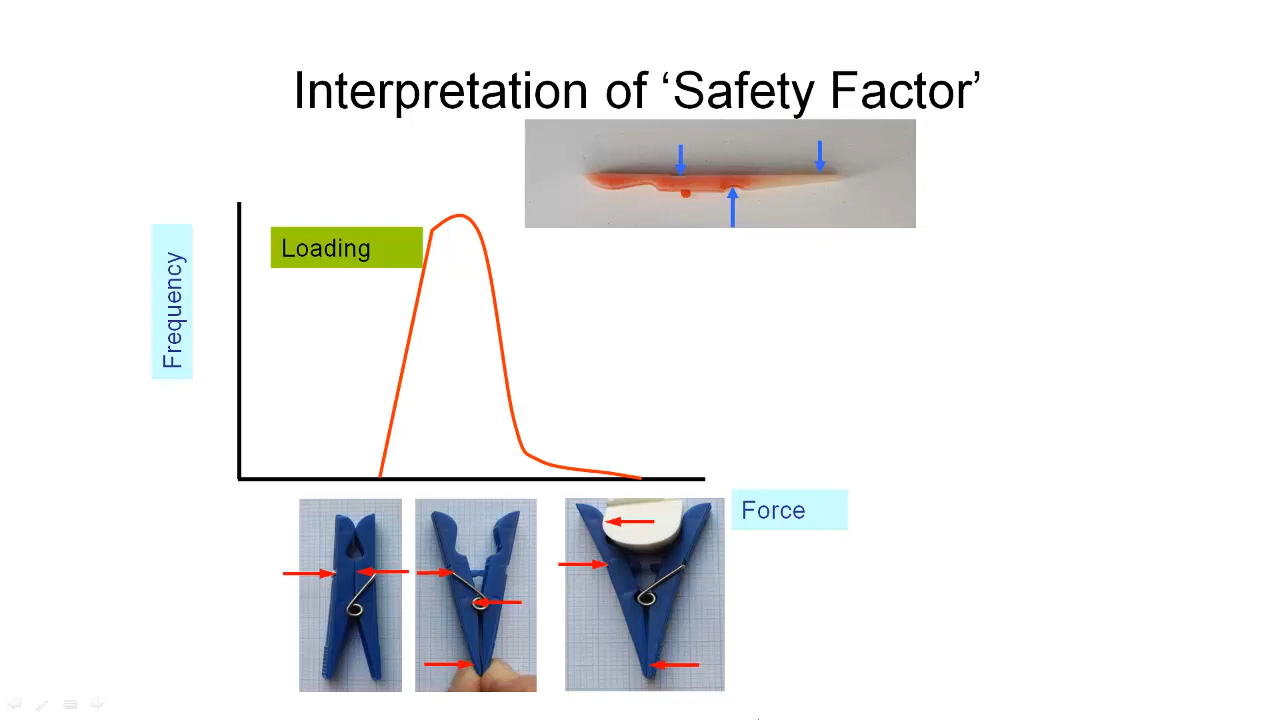 Interpretation of ‘Safety Factor’
Loading
Frequency
Force